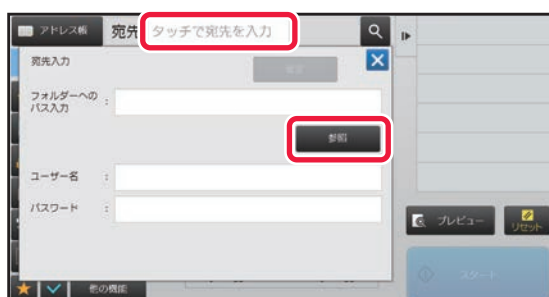 アドレス帳
宛先
タッチで宛先を入力
宛先入力
フォルダーへの
パス入力
:
参照
ユーザー名 :
パスワード :
プレビュー
リセット
スタート
他の機能